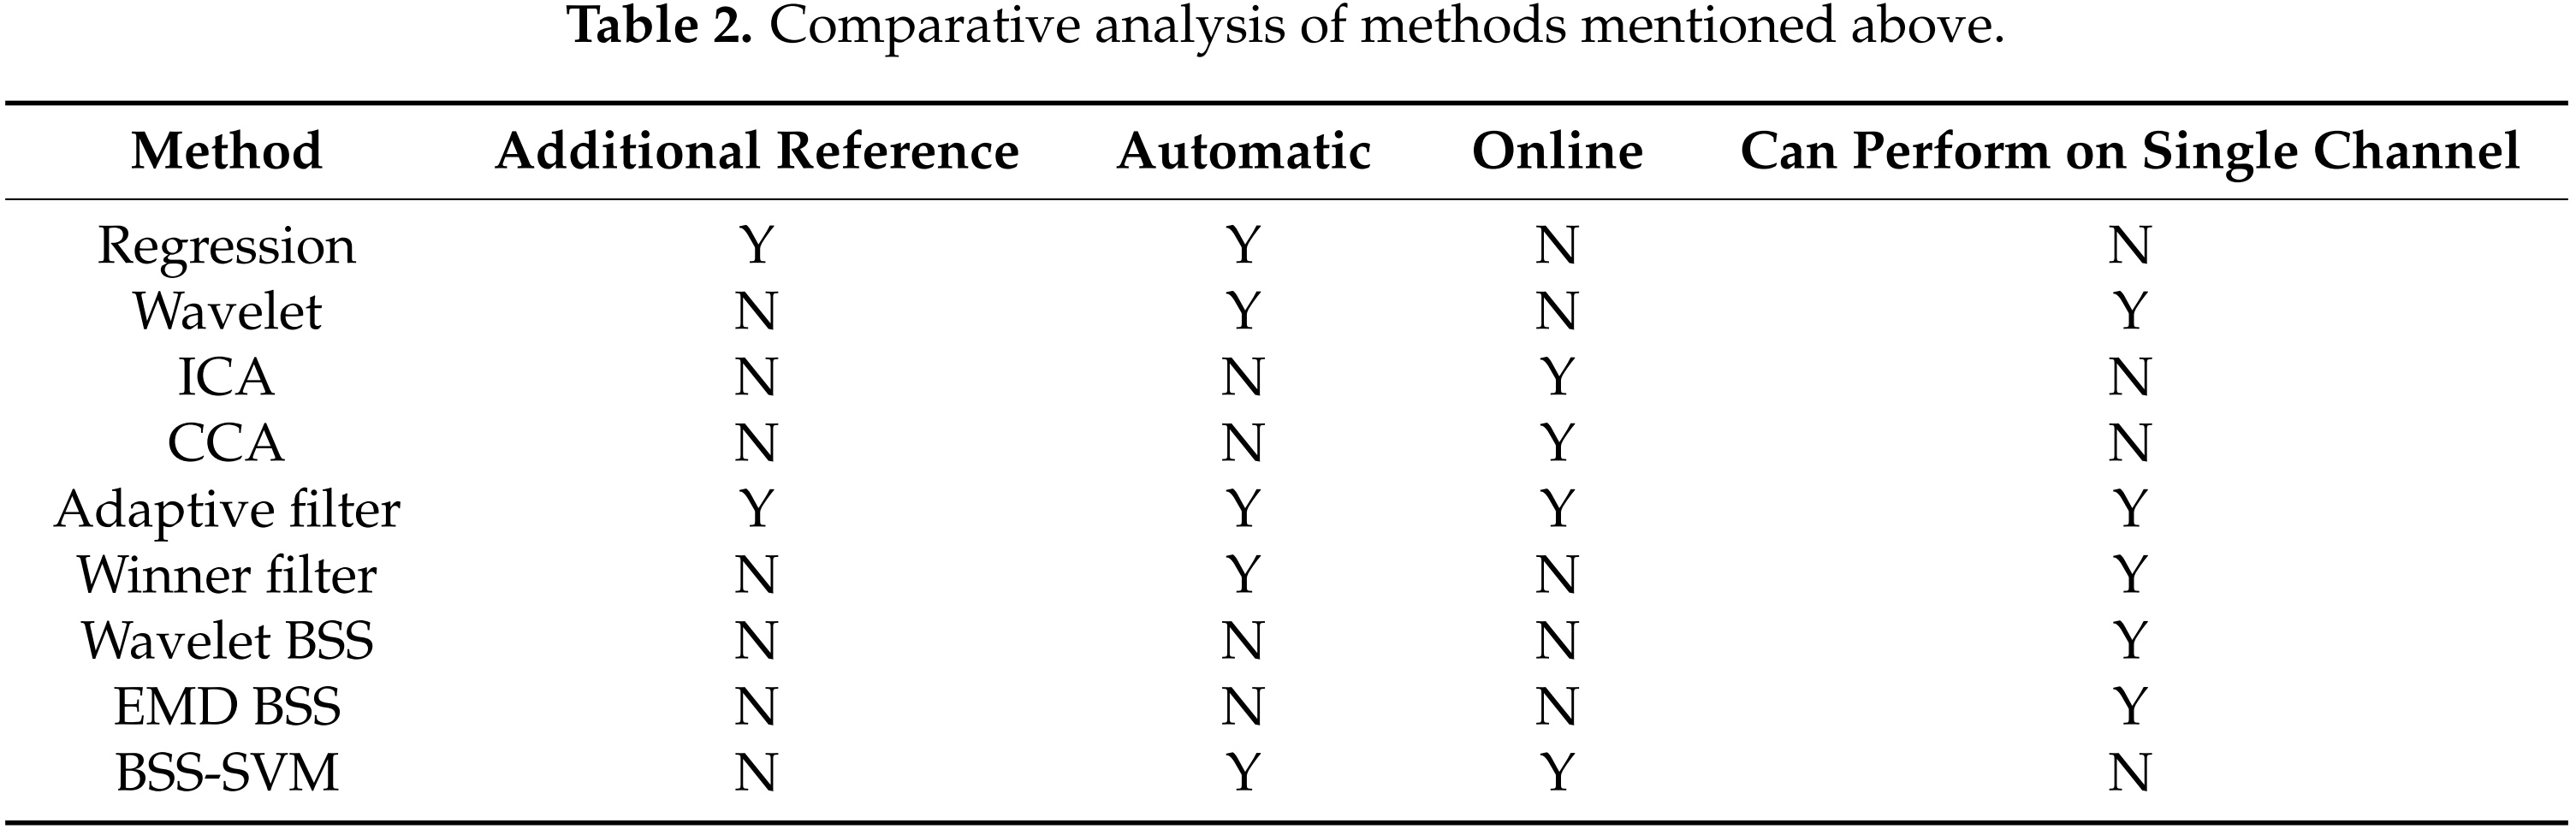 Table 2. Comparative analysis of methods mentioned above.
Method Additional Reference Automatic Online Can Perform on Single Channel
Regression Y Y N N
Wavelet N Y N Y
ICA N N Y N
CCA N N Y N
Adaptive filter Y Y Y Y
Winner filter N Y N Y
Wavelet BSS N N N Y
EMD BSS N N N Y
BSS-SVM N Y Y N